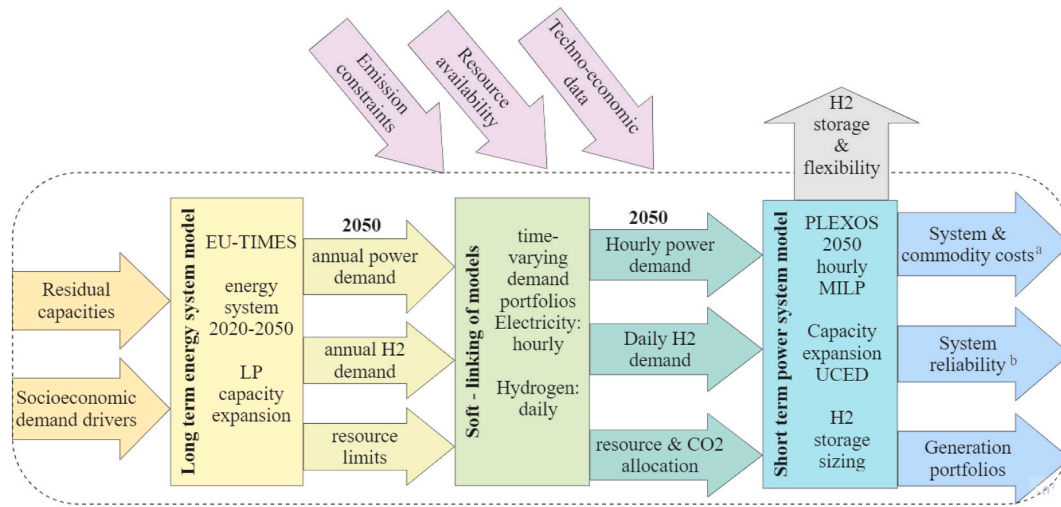 Emission
constraints
Resource
availability
Techno-economic
data
H2
storage
&
flexibility
Residual
capacities
Socioeconomic
demand drivers
Long term energy system model
EU-TIMES
energy
system
2020-2050
LP
capacity
expansion
2050
annual power
demand
annual H2
demand
resource
limits
Soft - linking of models
time-
varying
demand
portfolios
Electricity:
hourly
Hydrogen:
daily
2050
Hourly power
demand
Daily H2
demand
resource & CO2
allocation
Short term power system model
PLEXOS
2050
hourly
MILP
Capacity
expansion
UCED
H2
storage
sizing
System &
commodity costs a
System
reliability b
Generation
portfolios